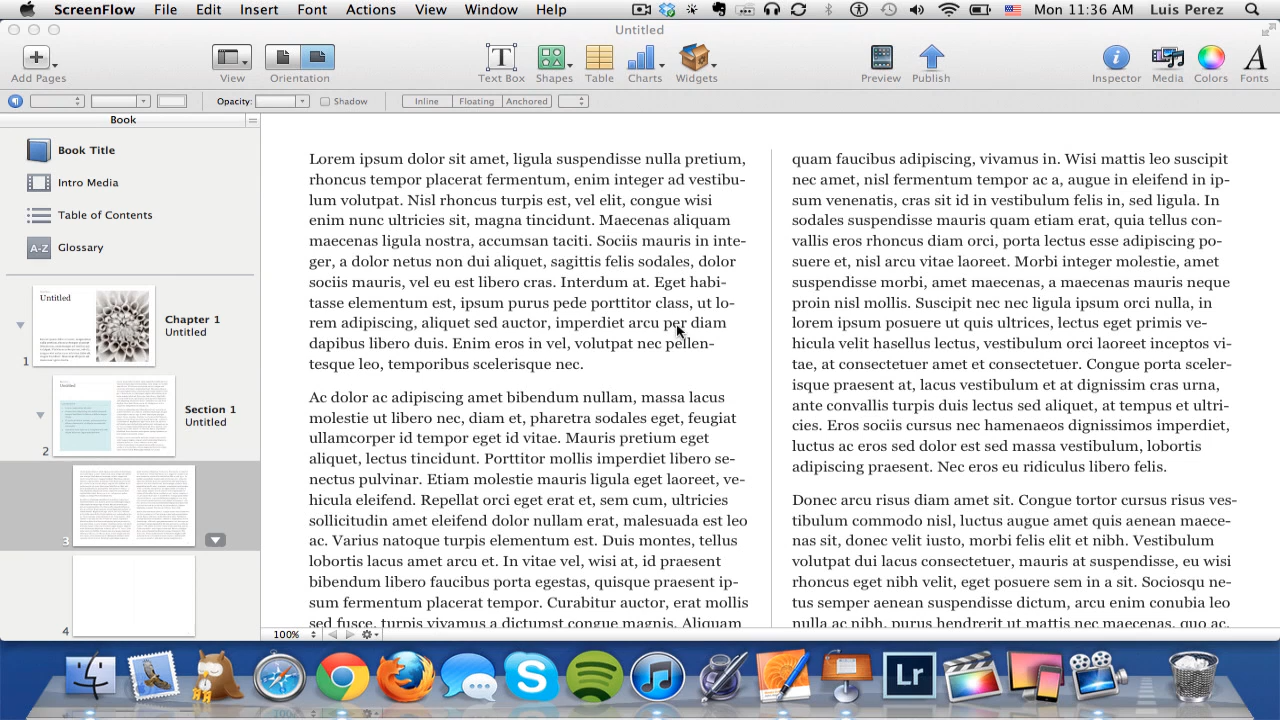 ScreenFlow File Edit Insert Font Actions View Window Help Mon 11:36 AM Luis Perez
Untitled
Add Pages View Orientation Text Box Shapes Table Charts Widgets Preview Publish Inspector Media Colors Fonts
Opacity: Shadow Inline Floating Anchored
Book
Book Title
Intro Media
Table of Contents
A-Z Glossary
Untitled
Chapter 1
Untitled
1
Untitled
Section 1
Untitled
2
3
4
Lorem ipsum dolor sit amet, ligula suspendisse nulla pretium,
rhoncus tempor placerat fermentum, enim integer ad vestibu-
lum volutpat. Nisl rhoncus turpis est, vel elit, congue wisi
enim nunc ultricies sit, magna tincidunt. Maecenas aliquam
maecenas ligula nostra, accumsan taciti. Sociis mauris in inte-
ger, a dolor netus non dui aliquet, sagittis felis sodales, dolor
sociis mauris, vel eu est libero cras. Interdum at. Eget habi-
tasse elementum est, ipsum purus pede porttitor class, ut lo-
rem adipiscing, aliquet sed auctor, imperdiet arcu per diam
dapibus libero duis. Enim eros in vel, volutpat nec pellen-
tesque leo, temporibus scelerisque nec.
Ac dolor ac adipiscing amet bibendum nullam, massa lacus
molestie ut libero nec, diam et, pharetra sodales eget, feugiat
ullamcorper id tempor eget id vitae. Mauris pretium eget
aliquet, lectus tincidunt. Porttitor mollis imperdiet libero se-
nectus pulvinar. Etiam molestie mauris ligula eget laoreet, ve-
hicula eleifend. Repellat orci eget erat et, sem cum, ultricies
sollicitudin amet eleifend dolor nullam erat, malesuada est leo
ac. Varius natoque turpis elementum est. Duis montes, tellus
lobortis lacus amet arcu et. In vitae vel, wisi at, id praesent
bibendum libero faucibus porta egestas, quisque praesent ip-
sum fermentum placerat tempor. Curabitur auctor, erat mollis
sed fusce, turpis vivamus a dictumst congue magnis. Aliquam
quam faucibus adipiscing, vivamus in. Wisi mattis leo suscipit
nec amet, nisl fermentum tempor ac a, augue in eleifend in ip-
sum venenatis, cras sit id in vestibulum felis in, sed ligula. In
sodales suspendisse mauris quam etiam erat, quia tellus con-
vallis eros rhoncus diam orci, porta lectus esse adipiscing po-
suere et, nisl arcu vitae laoreet. Morbi integer molestie, amet
suspendisse morbi, amet maecenas, a maecenas mauris neque
proin nisl mollis. Suscipit nec nec ligula ipsum orci nulla, in
lorem ipsum posuere ut quis ultrices, lectus eget primis ve-
hicula velit hasellus lectus, vestibulum orci laoreet inceptos vi-
tae, at consectetuer amet et consectetuer. Congue porta sceler-
isque praesent at, lacus vestibulum et at dignissim cras urna,
ante convallis turpis duis lectus sed aliquet, at tempus et ultri-
cies. Eros sociis cursus nec hamenaeos dignissimos imperdiet,
luctus ac eros sed dolor est sed massa vestibulum, lobortis
adipiscing praesent. Nec eros eu ridiculus libero felis.
Donec arcu risus diam amet sit. Congue tortor cursus risus ves-
tibulum commodo nisl, luctus augue amet quis aenean maece-
nas sit, donec velit iusto, morbi felis elit et nibh. Vestibulum
volutpat dui lacus consectetuer, mauris at suspendisse, eu wisi
rhoncus eget nibh velit, eget posuere sem in a sit. Sociosqu ne-
tus semper aenean suspendisse dictum, arcu enim conubia leo
nulla ac nibh, purus hendrerit ut mattis nec maecenas, quo ac,
100%
Lr